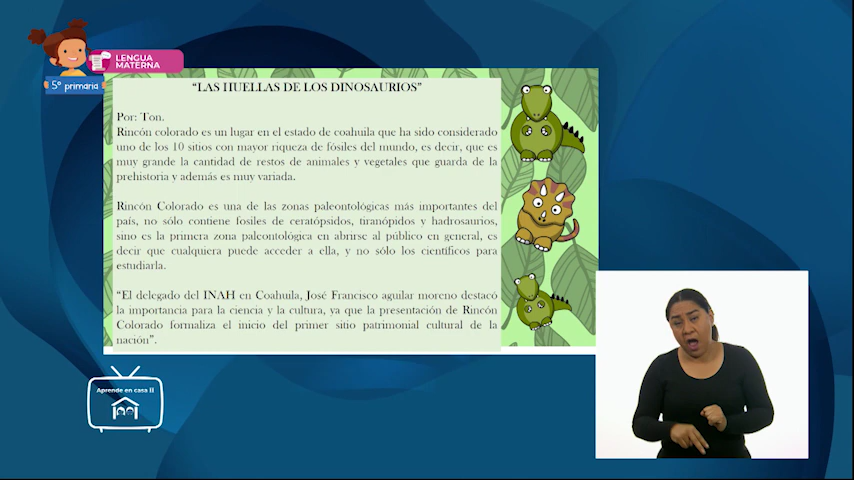 LENGUA
MATERNA
5° primaria
“LAS HUELLAS DE LOS DINOSAURIOS”
Por: Ton.
Rincón colorado es un lugar en el estado de coahuila que ha sido considerado
uno de los 10 sitios con mayor riqueza de fósiles del mundo, es decir, que es
muy grande la cantidad de restos de animales y vegetales que guarda de la
prehistoria y además es muy variada.
Rincón Colorado es una de las zonas paleontológicas más importantes del
país, no sólo contiene fosiles de ceratópsidos, tiranópidos y hadrosaurios,
sino es la primera zona paleontológica en abrirse al público en general, es
decir que cualquiera puede acceder a ella, y no sólo los científicos para
estudiarla.
“El delegado del INAH en Coahuila, José Francisco aguilar moreno destacó
la importancia para la ciencia y la cultura, ya que la presentación de Rincón
Colorado formaliza el inicio del primer sitio patrimonial cultural de la
nación”.
Aprende en casa II